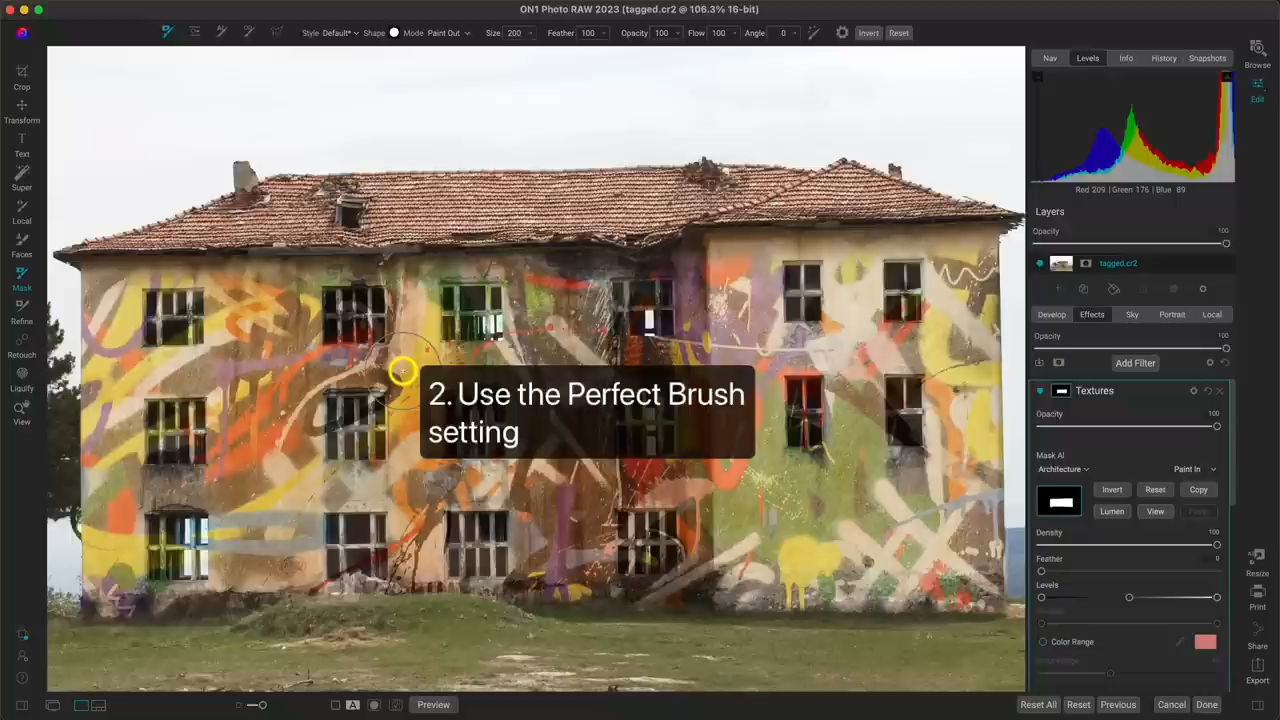 ON1 Photo RAW 2023 (tagged.cr2 @ 106.3% 16-bit)
Style Default* Shape Mode Paint Out Size 200 Feather 100 Opacity 100 Flow 100 Angle 0 Invert Reset
Crop
Transform
Text
Super
Local
Faces
Mask
Refine
Retouch
Liquify
View
2. Use the Perfect Brush
setting
Nav Levels Info History Snapshots
Red 209 | Green 176 | Blue 89
Layers
Opacity 100
tagged.cr2
Develop Effects Sky Portrait Local
Opacity 100
Add Filter
Textures
Opacity 100
Mask AI
Architecture Paint In
Invert Reset Copy
Lumen View
Density 100
Feather 0
Levels
Color Range
Browse
Edit
Resize
Print
Share
Export
A Preview
Reset All Reset Previous Cancel Done